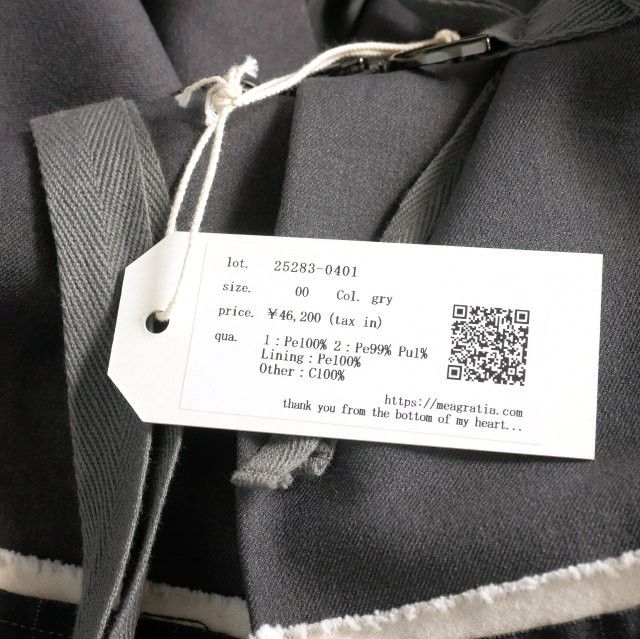 lot. 25283-0401
size. 00 Col. gry
price. ¥46,200 (tax in)
qua. 1：Pe100% 2：Pe99% Pu1%
Lining：Pe100%
Other：C100%
https://meagratia.com
thank you from the bottom of my heart...